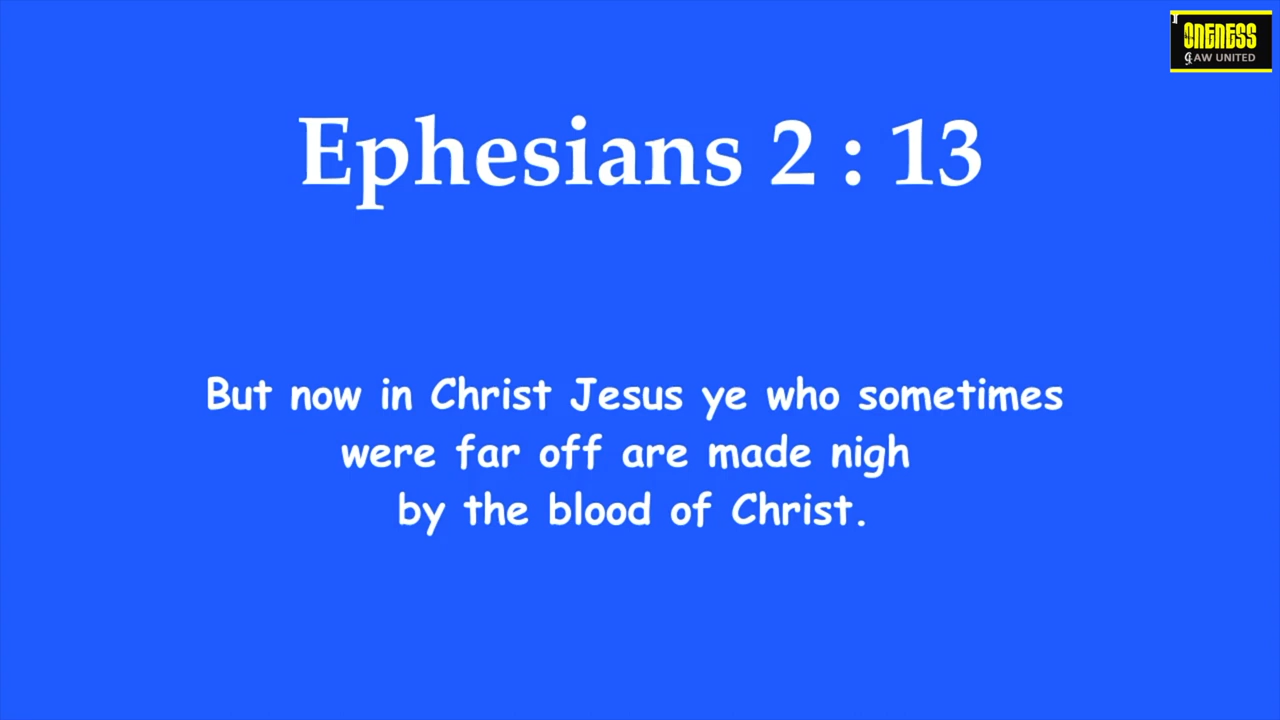 ONENESS
AW UNITED
Ephesians 2 : 13
But now in Christ Jesus ye who sometimes
were far off are made nigh
by the blood of Christ.